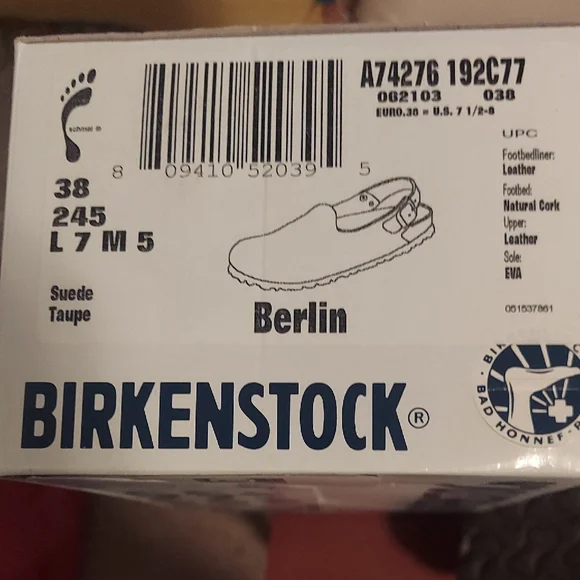 A74276 192C77
062103 038
EURO.38 = U.S. 7 1/2-8
schmal
8 09410 52039 5
UPC
38
245
L 7 M 5
Footbedliner:
Leather
Footbed:
Natural Cork
Upper:
Leather
Sole:
EVA
Suede
Taupe
Berlin
051537861
BIRKENSTOCK®
BAD HONNEF